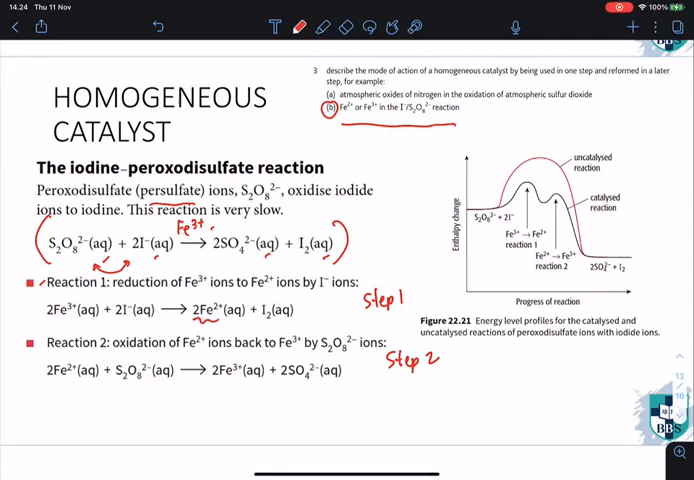 14.24 Thu 11 Nov
100%
BBS
3 describe the mode of action of a homogeneous catalyst by being used in one step and reformed in a later
step, for example:
(a) atmospheric oxides of nitrogen in the oxidation of atmospheric sulfur dioxide
(b) Fe²⁺ or Fe³⁺ in the I⁻/S₂O₈²⁻ reaction
HOMOGENEOUS
CATALYST
The iodine–peroxodisulfate reaction
Peroxodisulfate (persulfate) ions, S₂O₈²⁻, oxidise iodide
ions to iodine. This reaction is very slow.
Fe³⁺
S₂O₈²⁻(aq) + 2I⁻(aq) ⟶ 2SO₄²⁻(aq) + I₂(aq)
■ Reaction 1: reduction of Fe³⁺ ions to Fe²⁺ ions by I⁻ ions:
2Fe³⁺(aq) + 2I⁻(aq) ⟶ 2Fe²⁺(aq) + I₂(aq)
Step 1
■ Reaction 2: oxidation of Fe²⁺ ions back to Fe³⁺ by S₂O₈²⁻ ions:
2Fe²⁺(aq) + S₂O₈²⁻(aq) ⟶ 2Fe³⁺(aq) + 2SO₄²⁻(aq)
Step 2
Enthalpy change
uncatalysed
reaction
catalysed
reaction
S₂O₈²⁻ + 2I⁻
Fe³⁺ → Fe²⁺
reaction 1
Fe²⁺ → Fe³⁺
reaction 2
2SO₄²⁻ + I₂
Progress of reaction
Figure 22.21 Energy level profiles for the catalysed and
uncatalysed reactions of peroxodisulfate ions with iodide ions.
13
16
BBS